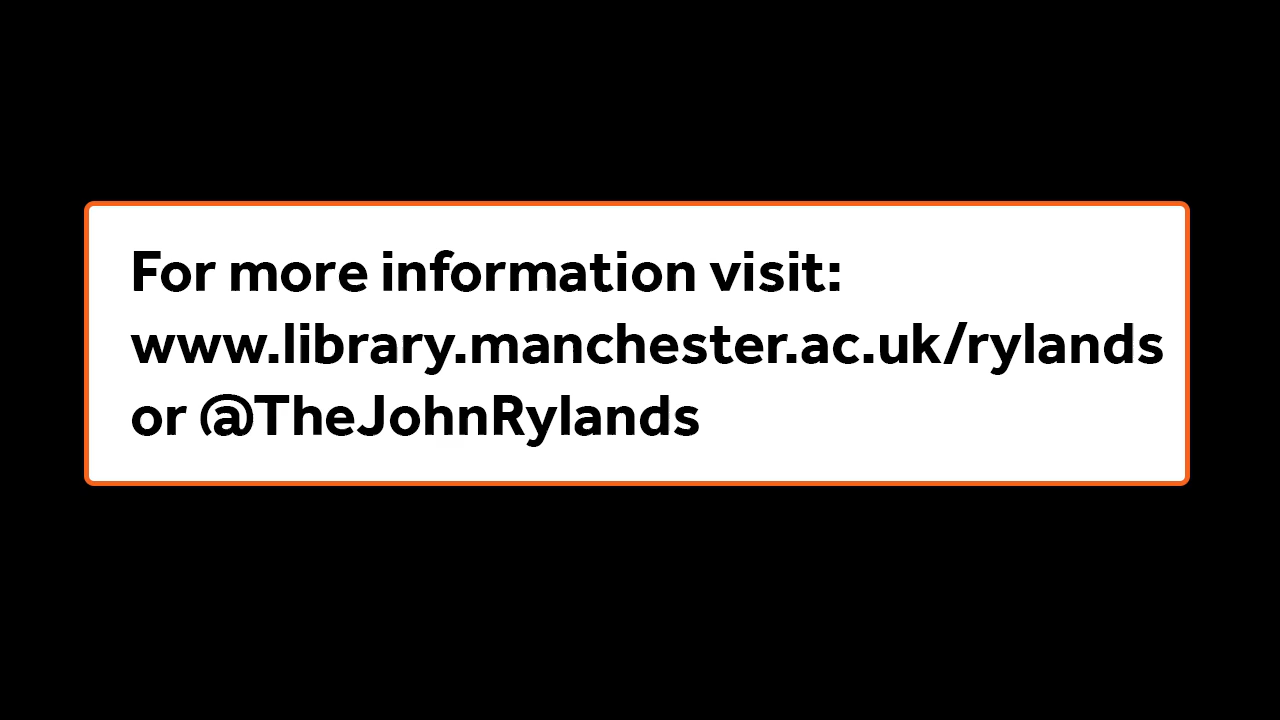 For more information visit:
www.library.manchester.ac.uk/rylands
or @TheJohnRylands